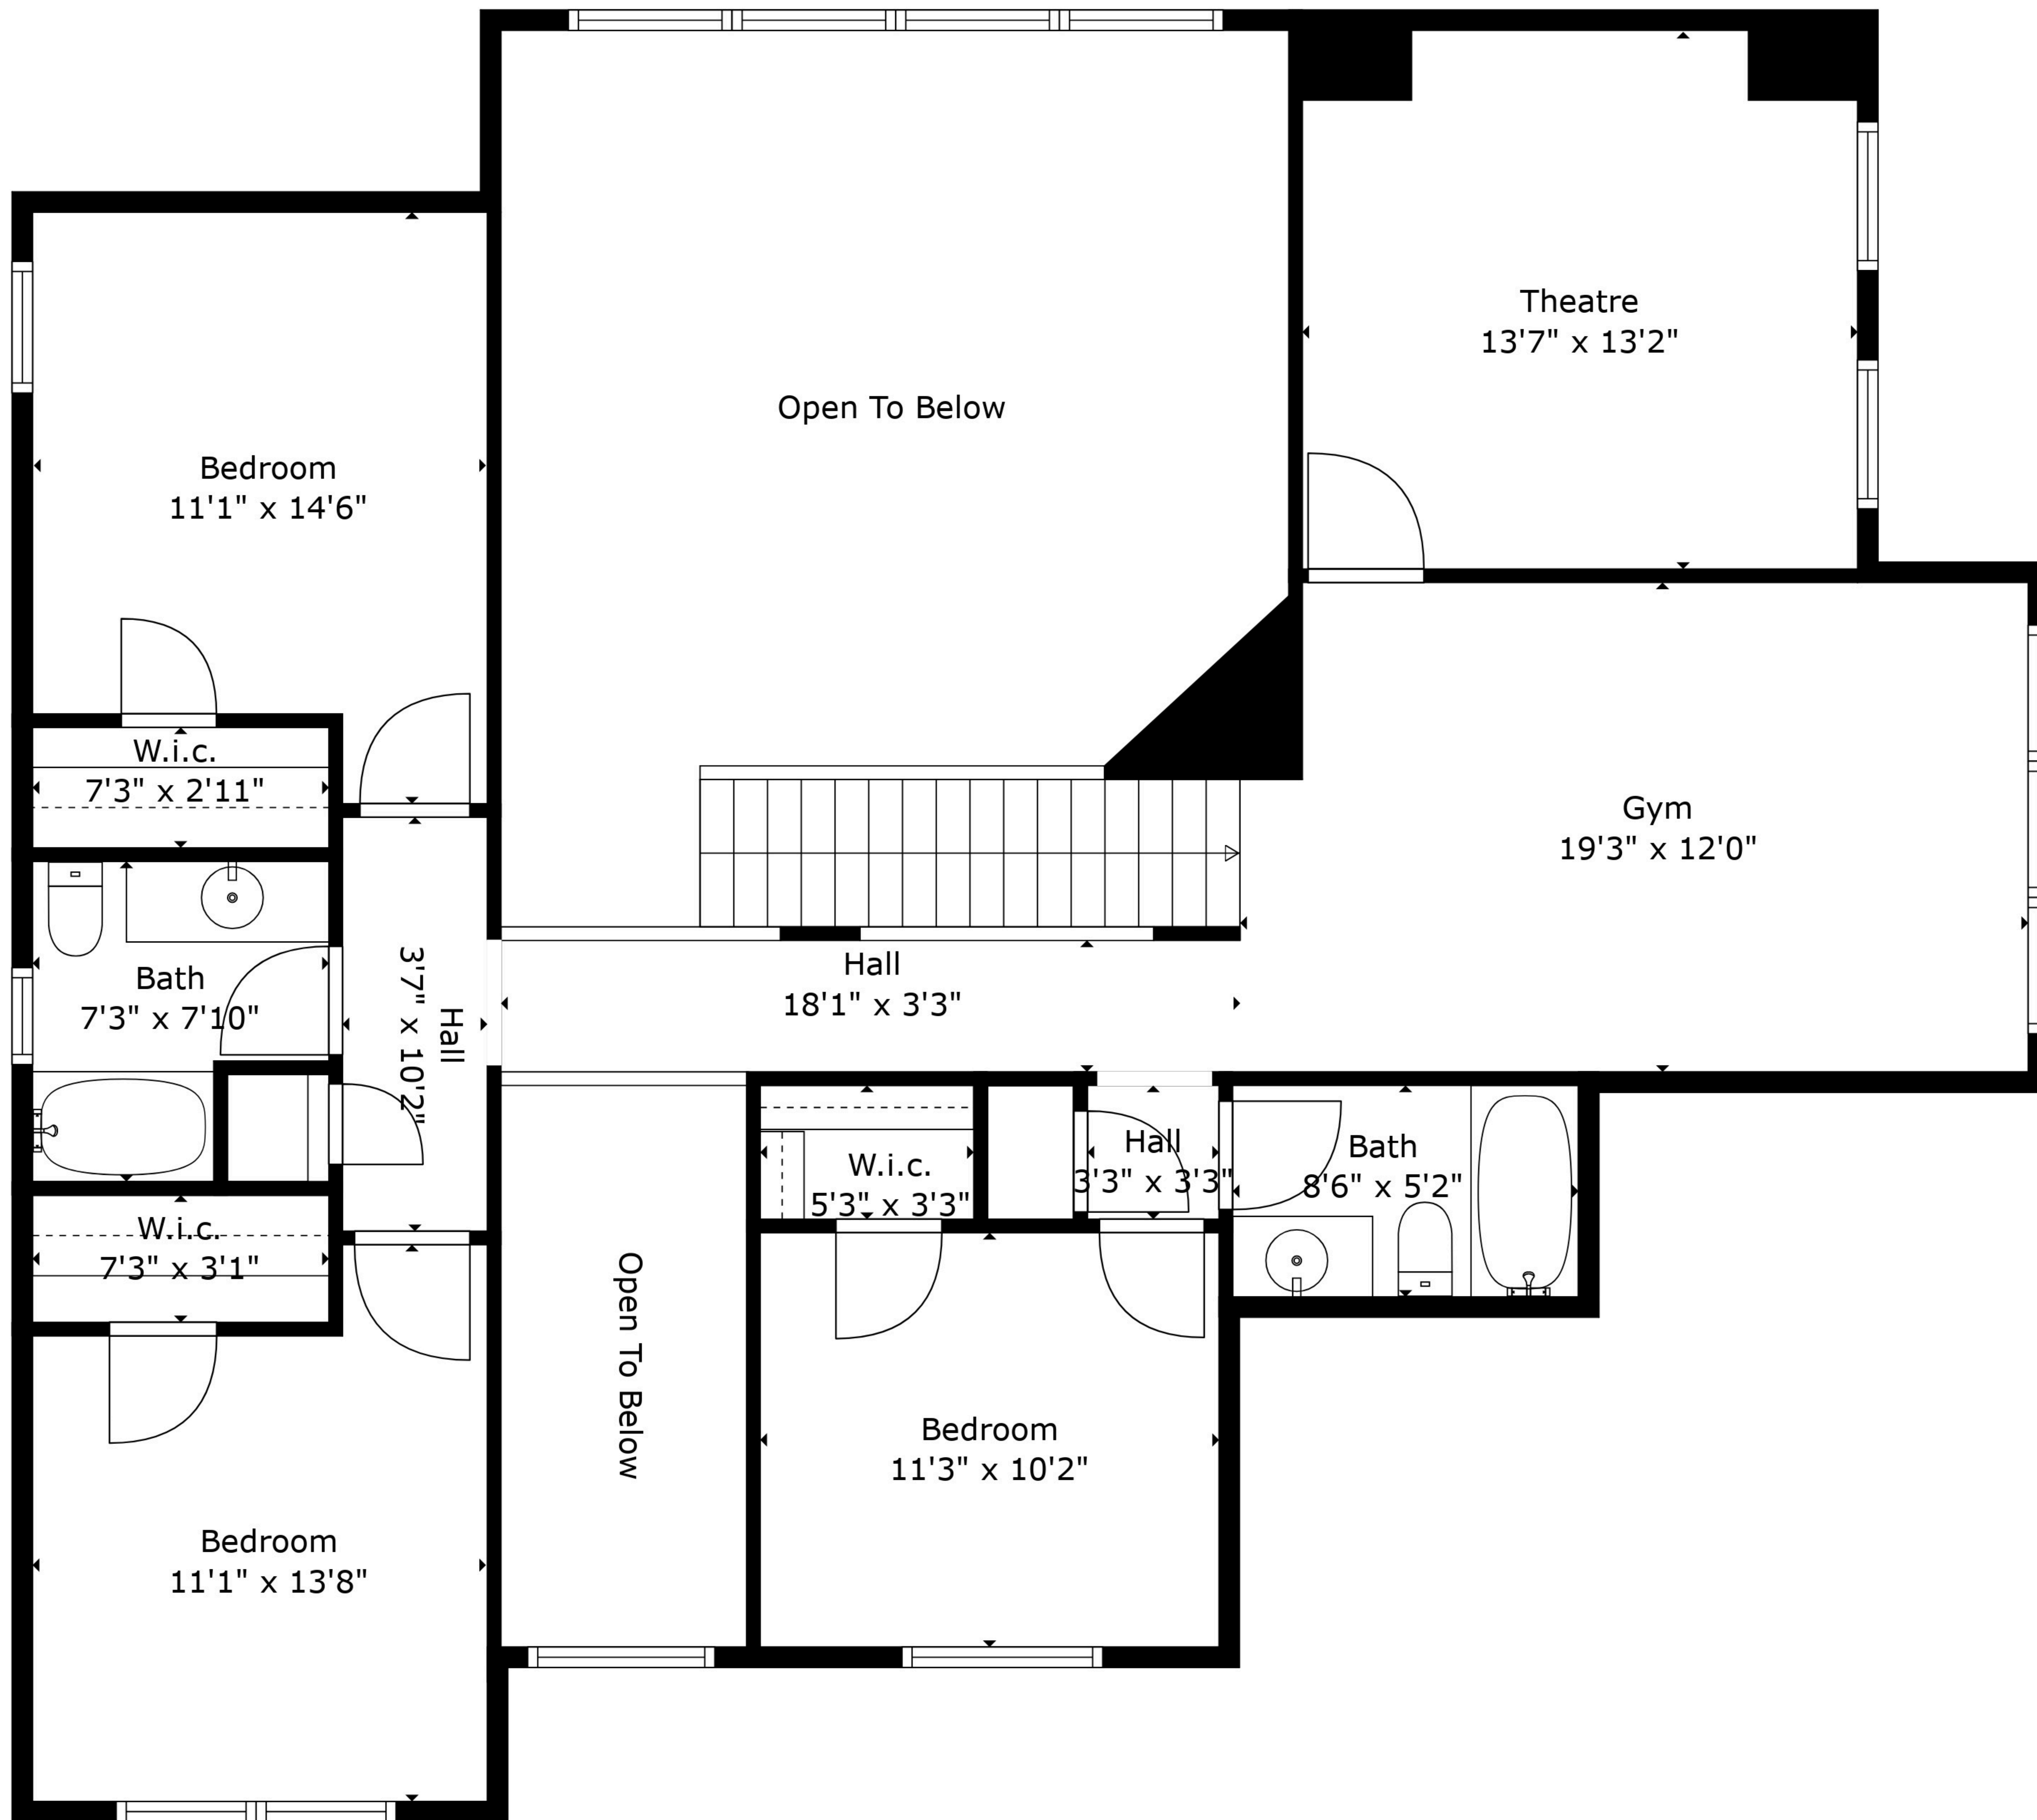 Theatre
13'7" x 13'2"
Open To Below
Bedroom
11'1" x 14'6"
W.i.c.
7'3" x 2'11"
Gym
19'3" x 12'0"
Bath
7'3" x 7'10"
Hall
3'7" x 10'2"
Hall
18'1" x 3'3"
W.i.c.
5'3" x 3'3"
Hall
3'3" x 3'3"
Bath
8'6" x 5'2"
W.i.c.
7'3" x 3'1"
Open To Below
Bedroom
11'3" x 10'2"
Bedroom
11'1" x 13'8"